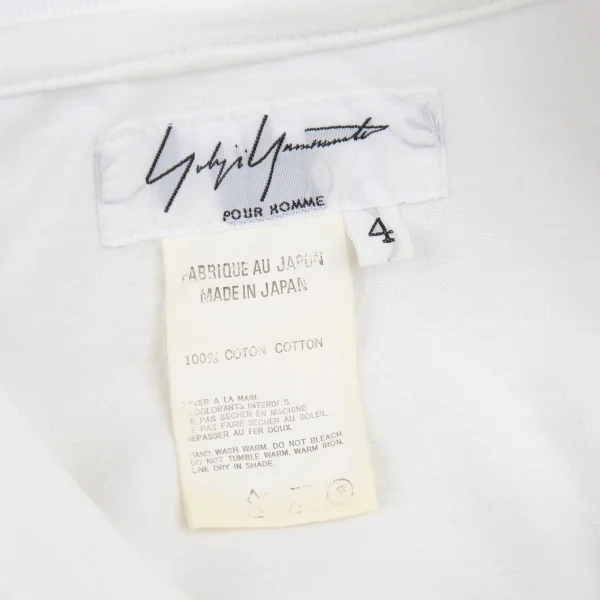 Yohji Yamamoto
POUR HOMME
4
FABRIQUE AU JAPON
MADE IN JAPAN
100% COTON COTTON
LAVER A LA MAIN.
DECOLORANTS INTERDITS.
NE PAS SECHER EN MACHINE
NE PAS FAIRE SECHER AU SOLEIL.
REPASSER AU FER DOUX.
HAND WASH WARM. DO NOT BLEACH.
DO NOT TUMBLE WARM. WARM IRON.
LINE DRY IN SHADE.